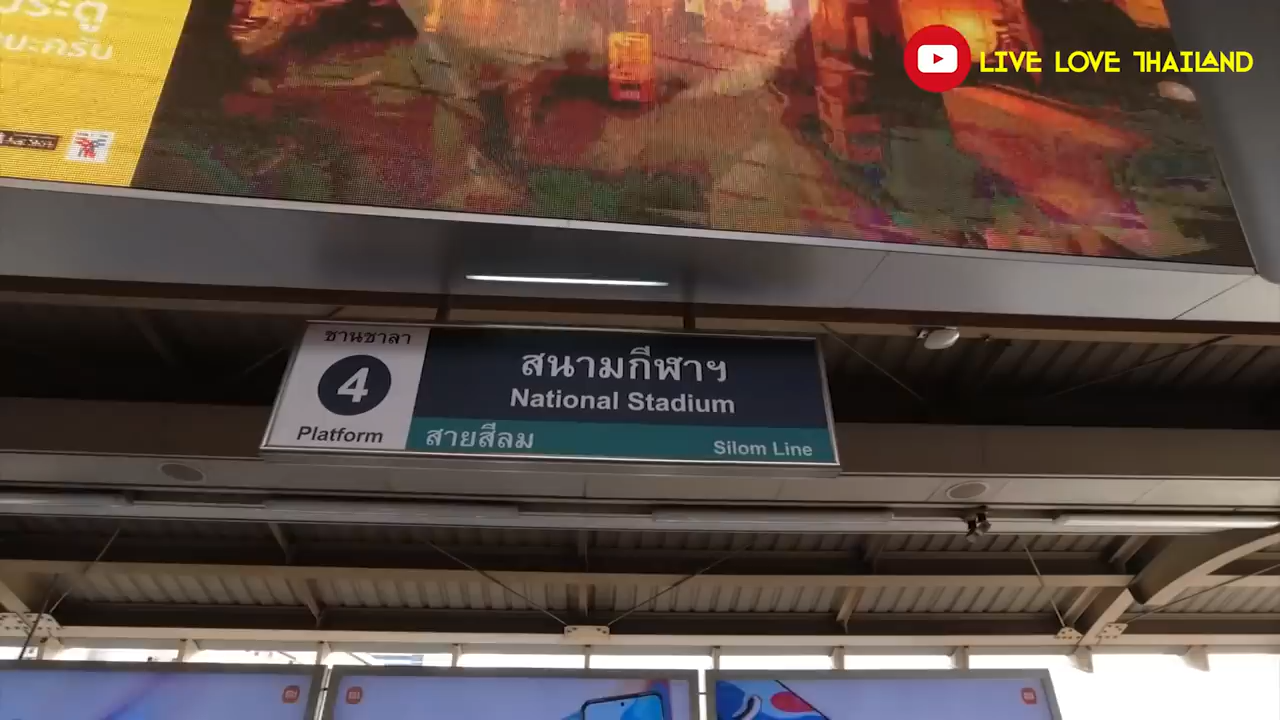 LIVE LOVE THAILAND
ชานชาลา
4
Platform
สนามกีฬาฯ
National Stadium
สายสีลม
Silom Line